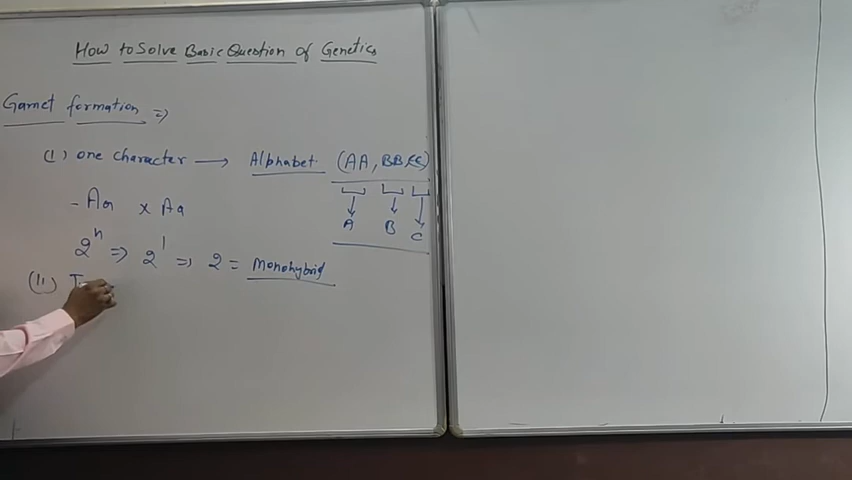 How to Solve Basic Question of Genetics
Gamet formation ⇒
(I) one character → Alphabet (AA, BB, CC)
A B C
- Aa x Aa
2^n ⇒ 2^1 ⇒ 2 = Monohybrid
(II) T